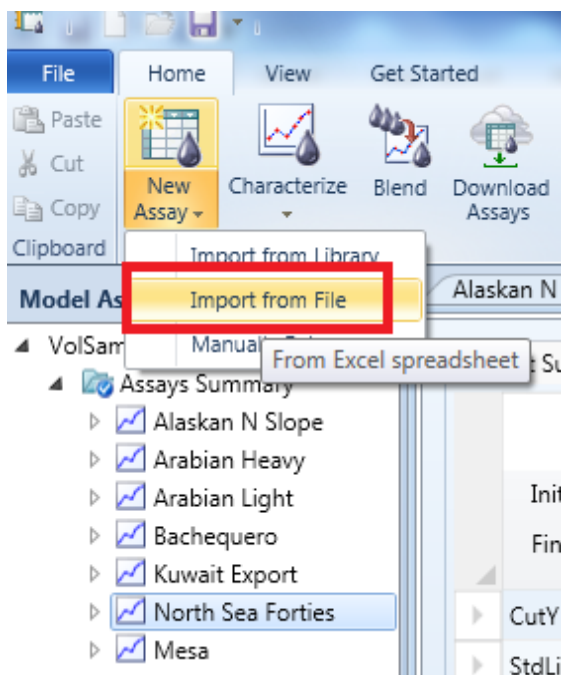 File Home View Get Started
Paste
Cut
Copy
Clipboard
New Assay
Characterize
Blend
Download Assays
Import from Library
Import from File
From Excel spreadsheet
Model As
Alaskan N
VolSam
Assays Summary
Alaskan N Slope
Arabian Heavy
Arabian Light
Bachequero
Kuwait Export
North Sea Forties
Mesa
Init
Fin
CutY
StdLi